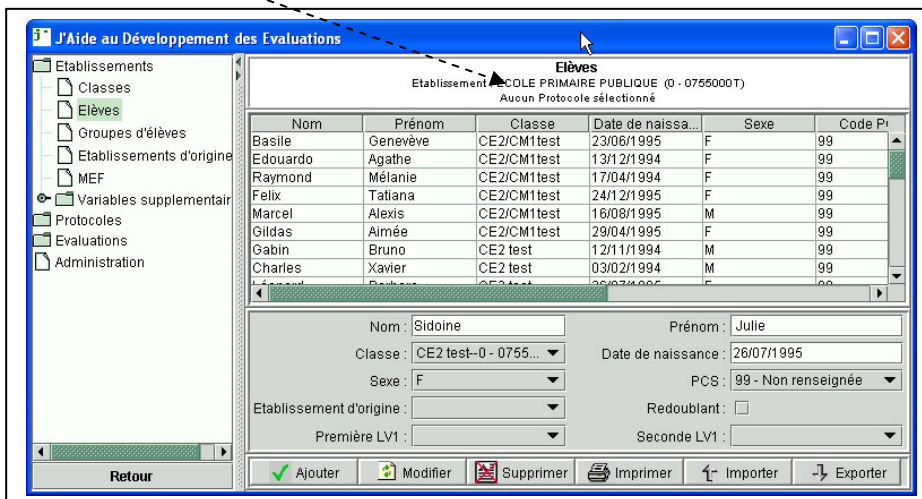 J'Aide au Développement des Evaluations
Etablissements
Classes
Elèves
Groupes d'élèves
Etablissements d'origine
MEF
Variables supplementair
Protocoles
Evaluations
Administration
Retour
Elèves
Etablissement ECOLE PRIMAIRE PUBLIQUE (0 - 0755000T)
Aucun Protocole sélectionné
Nom Prénom Classe Date de naissa... Sexe Code P
Basile Genevève CE2/CM1test 23/06/1995 F 99
Edouardo Agathe CE2/CM1test 13/12/1994 F 99
Raymond Mélanie CE2/CM1test 17/04/1994 F 99
Felix Tatiana CE2/CM1test 24/12/1995 F 99
Marcel Alexis CE2/CM1test 16/08/1995 M 99
Gildas Aimée CE2/CM1test 29/04/1995 F 99
Gabin Bruno CE2 test 12/11/1994 M 99
Charles Xavier CE2 test 03/02/1994 M 99
Nom : Sidoine Prénom : Julie
Classe : CE2 test--0 - 0755... Date de naissance : 26/07/1995
Sexe : F PCS : 99 - Non renseignée
Etablissement d'origine : Redoublant :
Première LV1 : Seconde LV1 :
Ajouter Modifier Supprimer Imprimer Importer Exporter